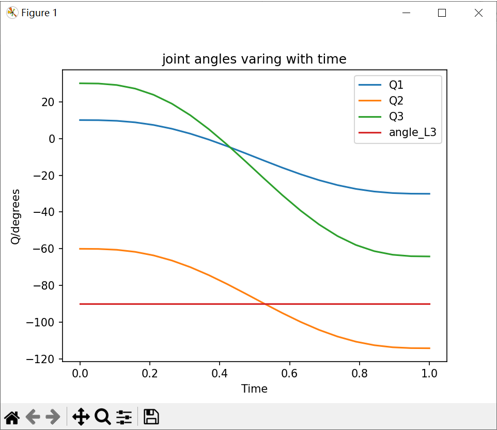 Figure 1
joint angles varing with time
Q1
Q2
Q3
angle_L3
Q/degrees
20
0
−20
−40
−60
−80
−100
−120
0.0 0.2 0.4 0.6 0.8 1.0
Time